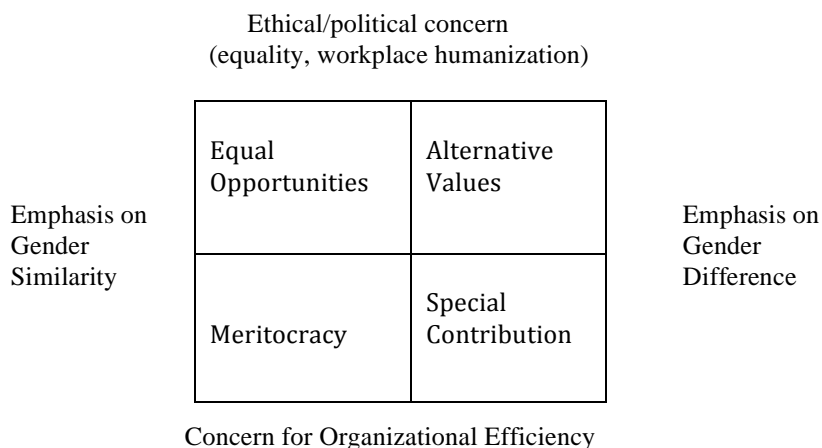 Ethical/political concern
(equality, workplace humanization)
Equal
Opportunities
Alternative
Values
Emphasis on
Gender
Similarity
Emphasis on
Gender
Difference
Meritocracy
Special
Contribution
Concern for Organizational Efficiency